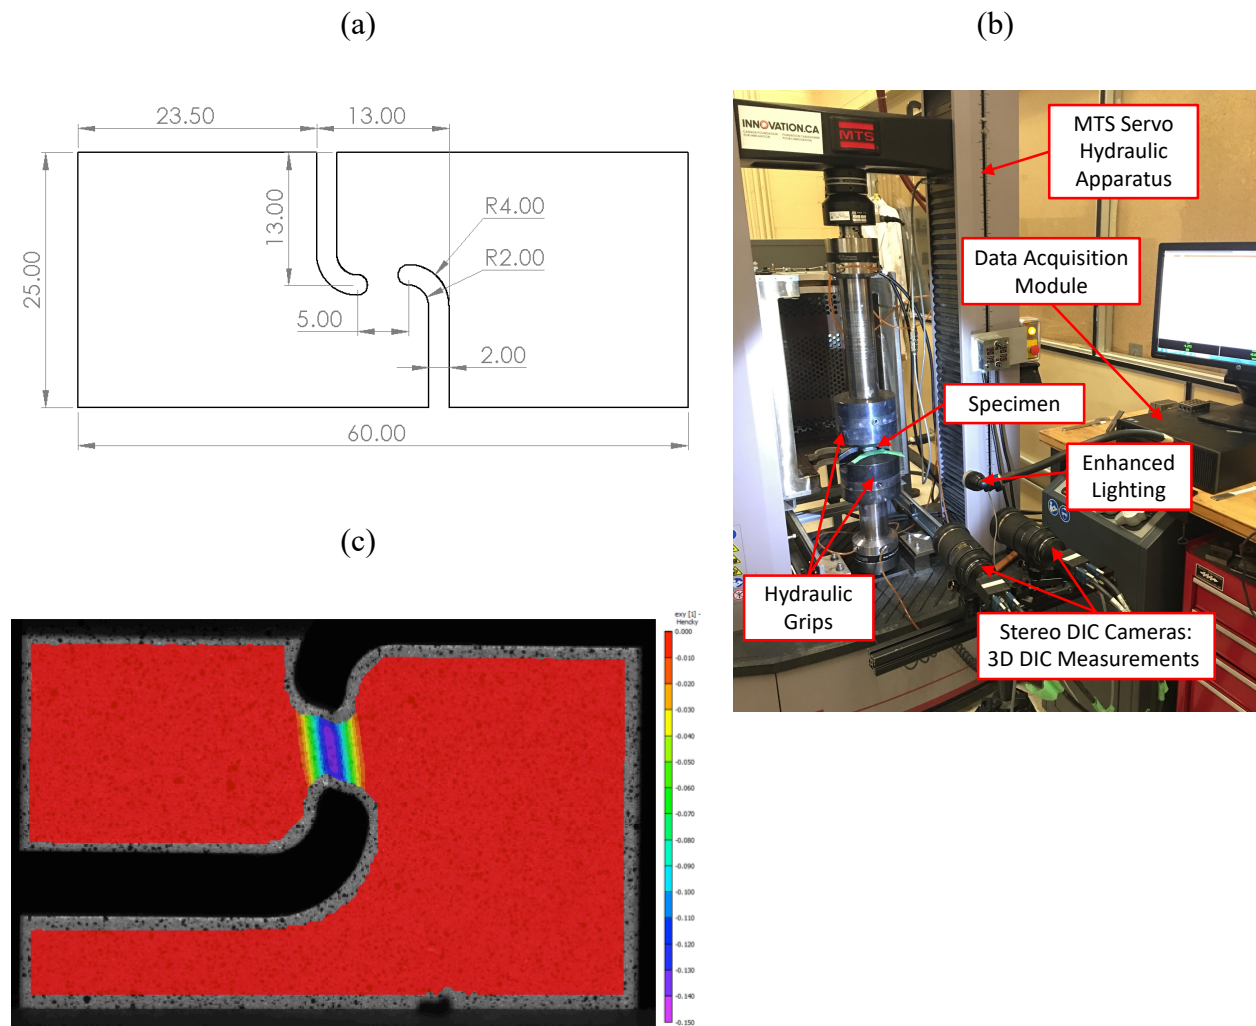 (a)
23.50
13.00
25.00
13.00
R4.00
R2.00
5.00
2.00
60.00
(b)
INNOVATION.CA
MTS
MTS Servo
Hydraulic
Apparatus
Data Acquisition
Module
Specimen
Enhanced
Lighting
Hydraulic
Grips
Stereo DIC Cameras:
3D DIC Measurements
(c)
exy [1] -
Hencky
0.000
-0.010
-0.020
-0.030
-0.040
-0.050
-0.060
-0.070
-0.080
-0.090
-0.100
-0.110
-0.120
-0.130
-0.140
-0.150